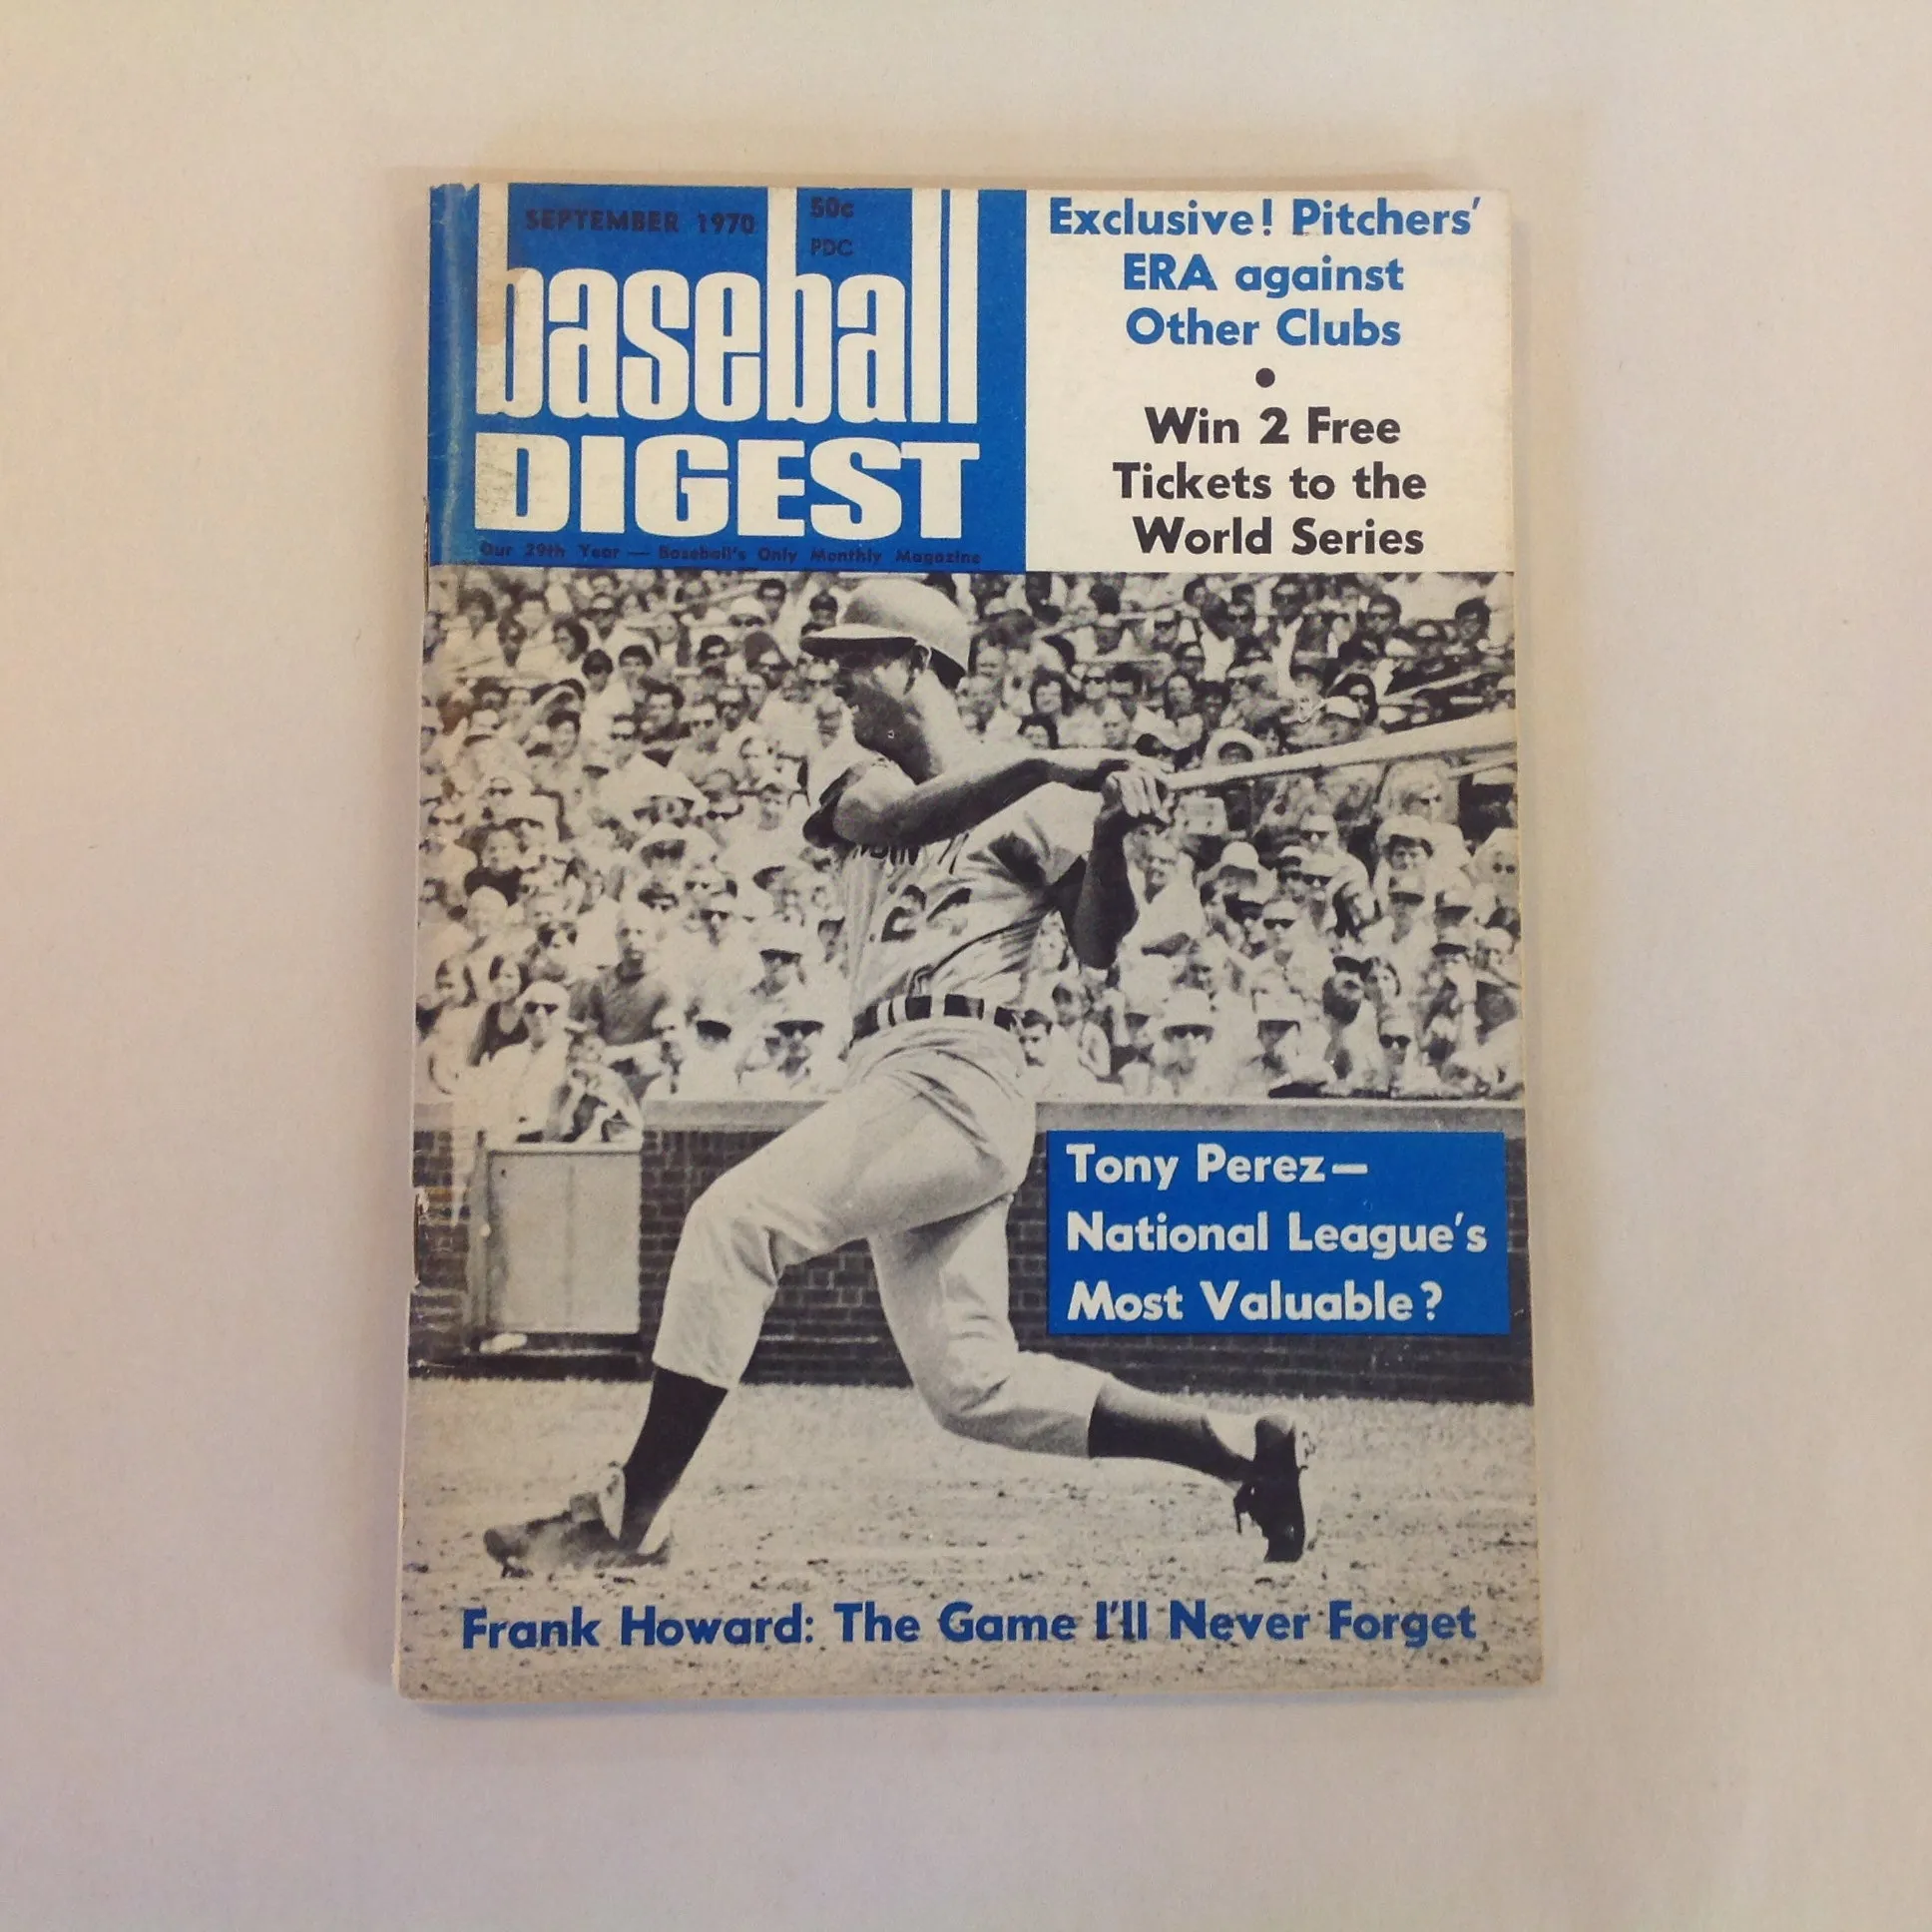 SEPTEMBER 1970
50c
PDC
baseball
DIGEST
Our 29th Year — Baseball's Only Monthly Magazine
Exclusive! Pitchers'
ERA against
Other Clubs
•
Win 2 Free
Tickets to the
World Series
24
Tony Perez—
National League's
Most Valuable?
Frank Howard: The Game I'll Never Forget